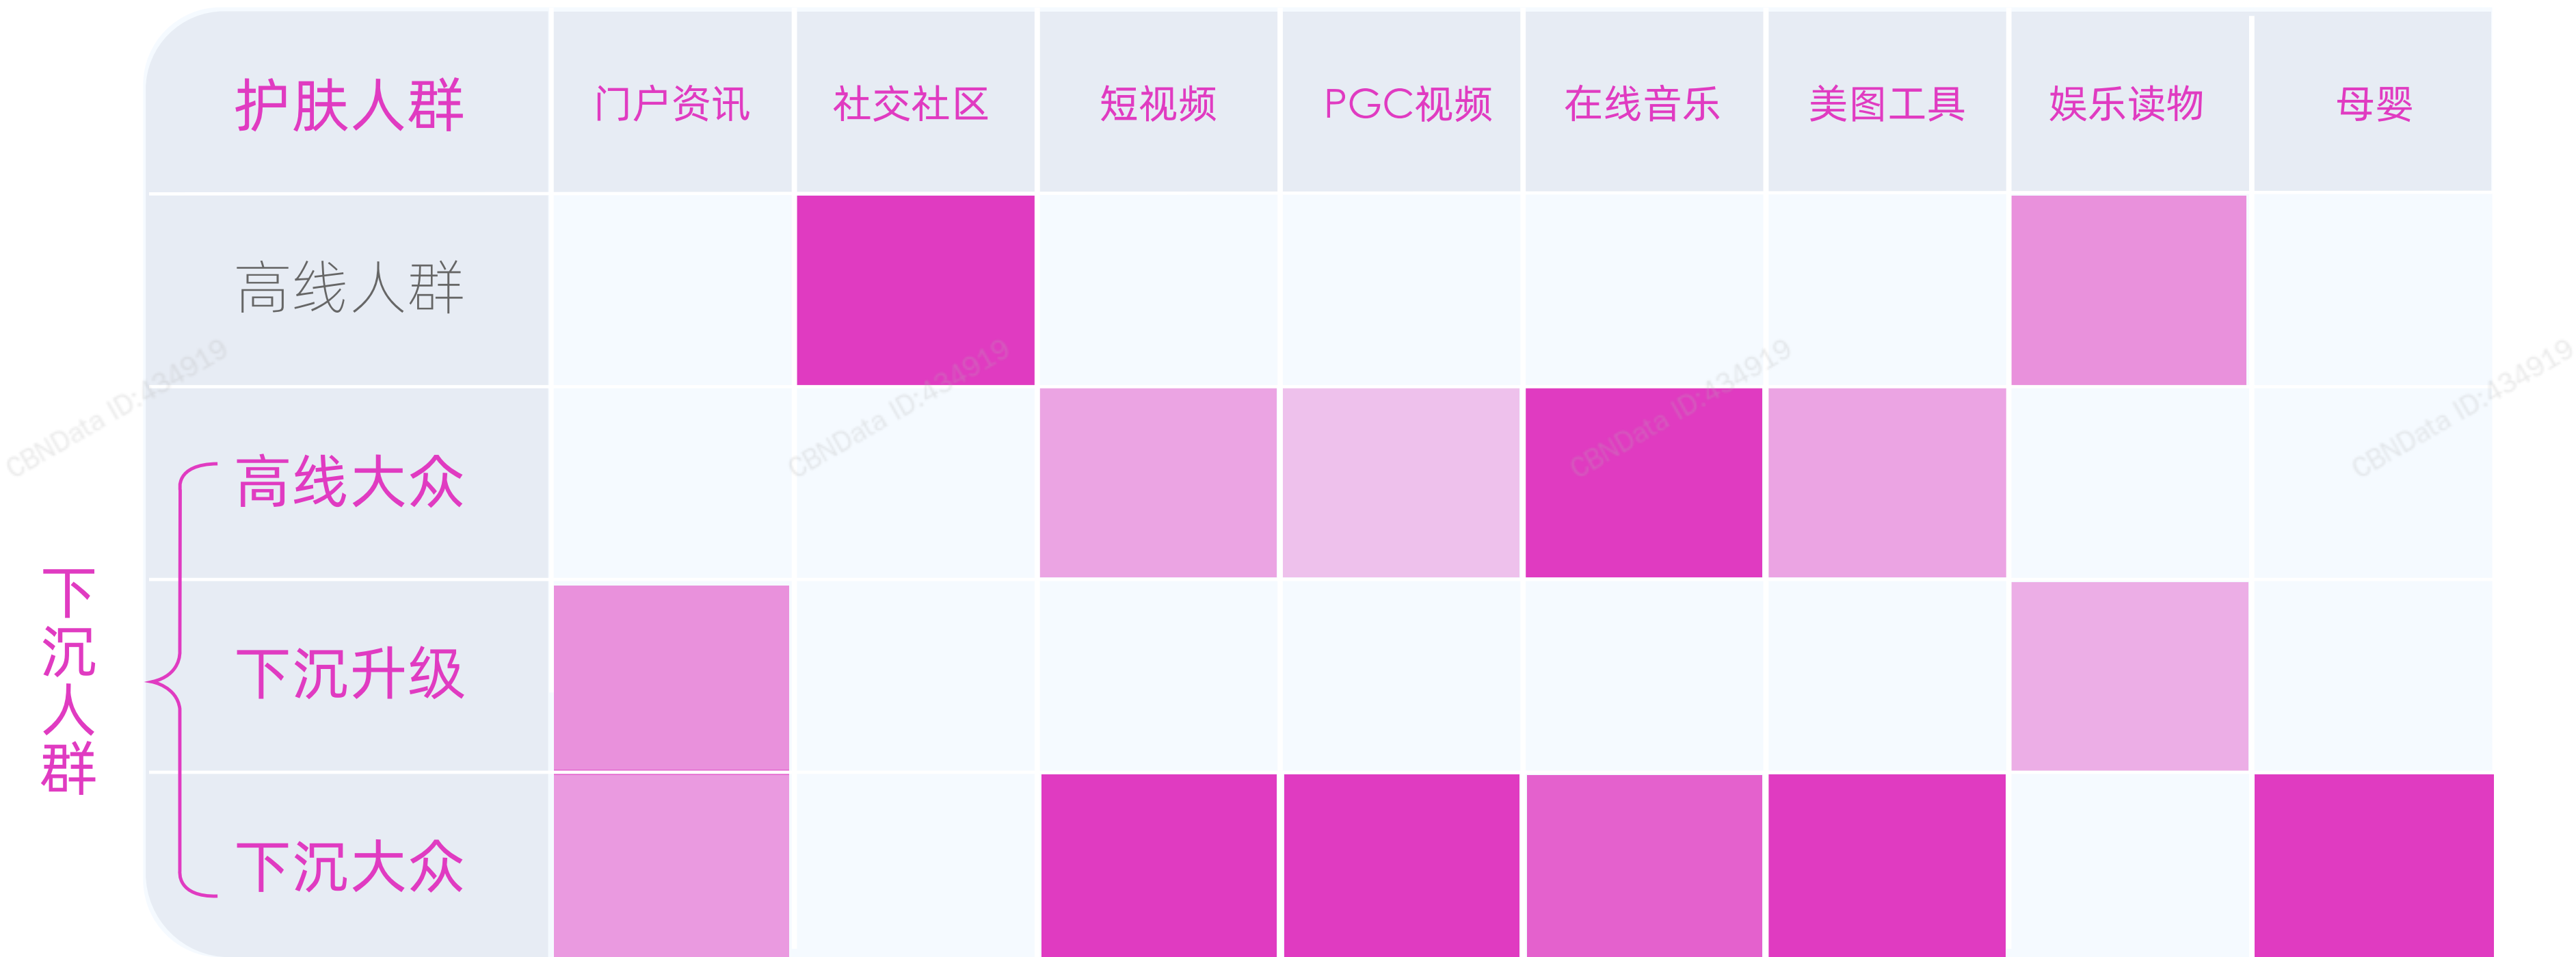 护肤人群 门户资讯 社交社区 短视频 PGC视频 在线音乐 美图工具 娱乐读物 母婴
高线人群
CBNData ID:434919 CBNData ID:434919 CBNData ID:434919 CBNData ID:434919
高线大众
下沉人群
下沉升级
下沉大众